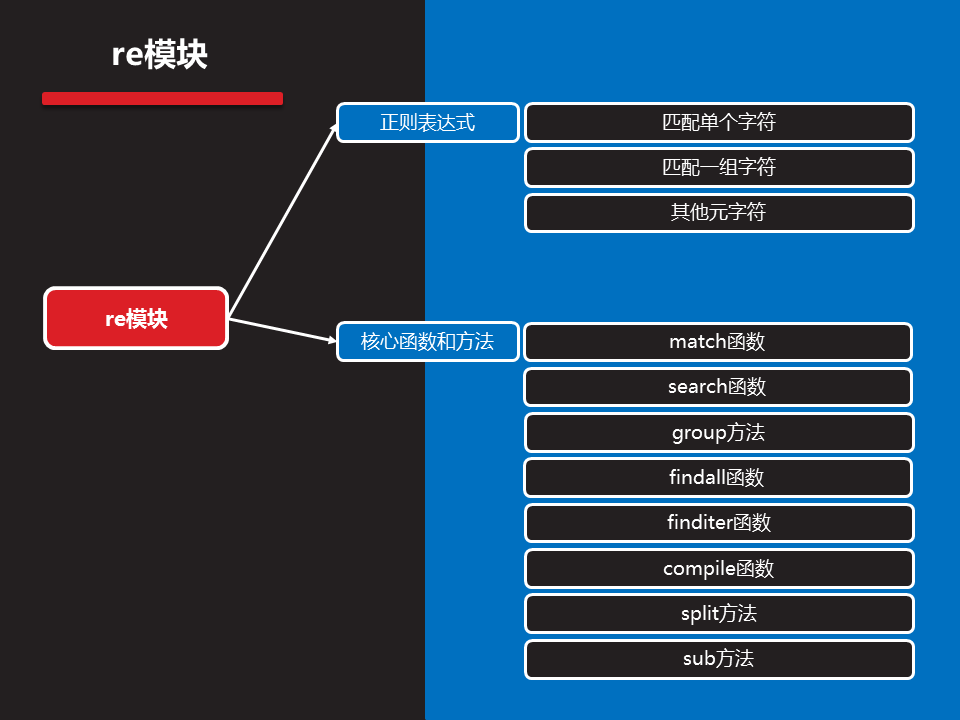 re模块
正则表达式
匹配单个字符
匹配一组字符
其他元字符
re模块
核心函数和方法
match函数
search函数
group方法
findall函数
finditer函数
compile函数
split方法
sub方法